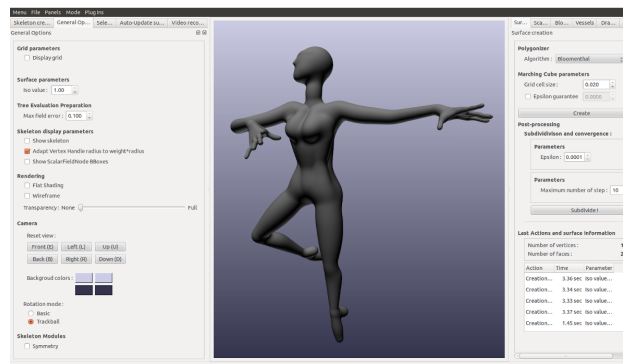 Menu File Panels Mode Plugins
Skeleton cre... General Op... Sele... Auto-Update su... Video reco...
General Options
Grid parameters
Display grid
Surface parameters
Iso value : 1.00
Tree Evaluation Preparation
Max field error : 0.100
Skeleton display parameters
Show skeleton
Adapt Vertex Handle radius to weight*radius
Show ScalarFieldNode BBoxes
Rendering
Flat Shading
Wireframe
Transparency : None Full
Camera
Reset view :
Front (E) Left (L) Up (U)
Back (B) Right (R) Down (D)
Backgroud colors :
Rotation mode :
Basic
Trackball
Skeleton Modules
Symmetry
Sur... Sca... Blo... Vessels Dra...
Surface creation
Polygonizer
Algorithm : Bloomenthal
Marching Cube parameters
Grid cell size : 0.020
Epsilon guarantee 0.0000
Create
Post-processing
Subdividivison and convergence :
Parameters
Epsilon : 0.0001
Parameters
Maximum number of step : 10
Subdivide !
Last Actions and surface information
Number of vertices : 1
Number of faces : 2
Action Time Parameter
Creation... 3.36 sec Iso value...
Creation... 3.34 sec Iso value...
Creation... 3.33 sec Iso value...
Creation... 3.37 sec Iso value...
Creation... 1.45 sec Iso value...